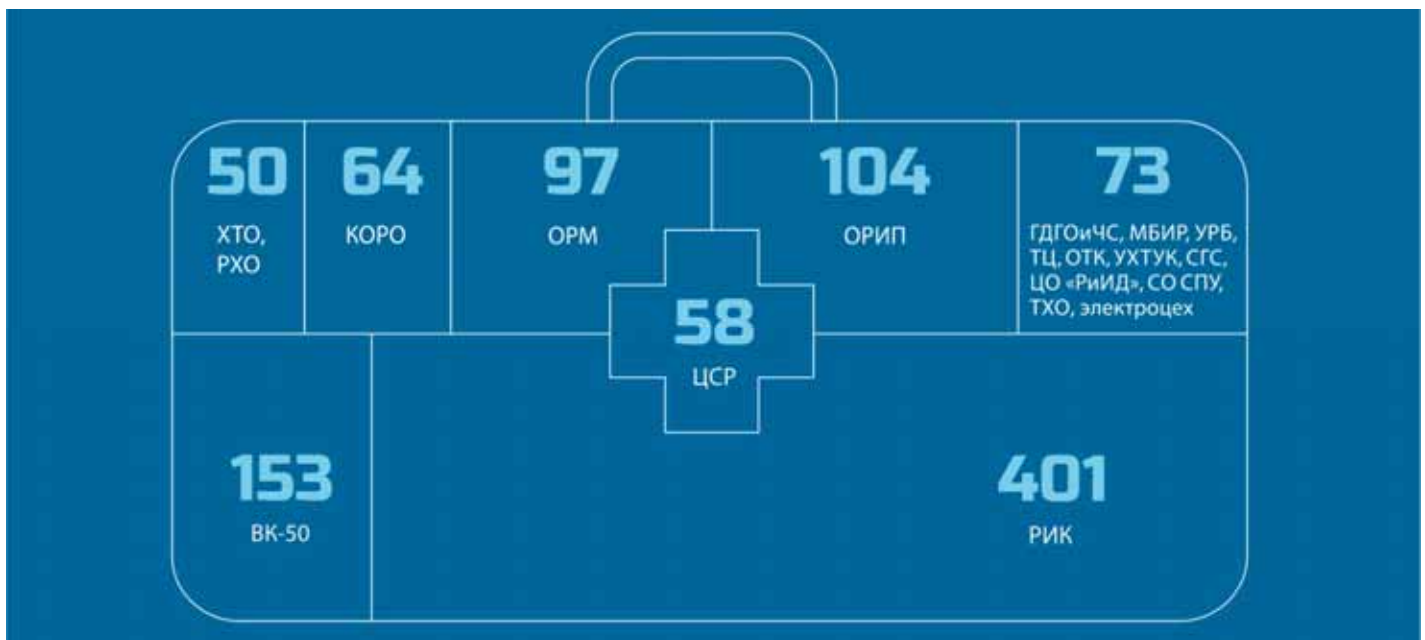 50
ХТО,
РХО
64
КОРО
97
ОРМ
104
ОРИП
73
ГДГОиЧС, МБИР, УРБ,
ТЦ, ОТК, УХТУК, СГС,
ЦО «РиИД», СО СПУ,
ТХО, электроцех
58
ЦСР
153
ВК-50
401
РИК